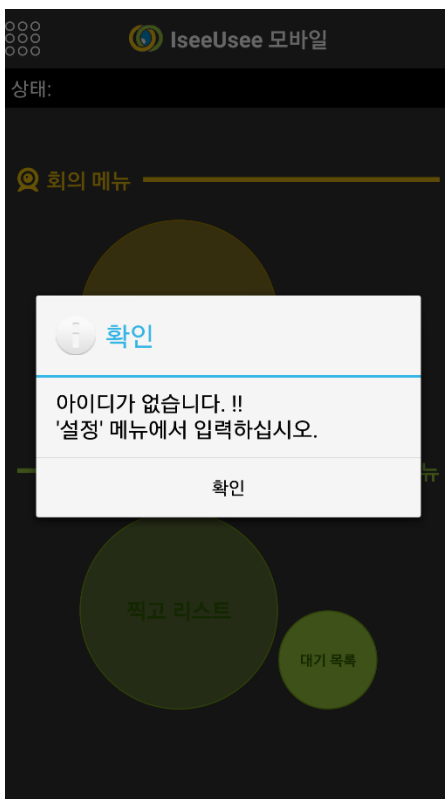 IseeUsee 모바일
상태:
회의 메뉴
확인
아이디가 없습니다. !!
'설정' 메뉴에서 입력하십시오.
확인
뉴
찍고 리스트
대기 목록